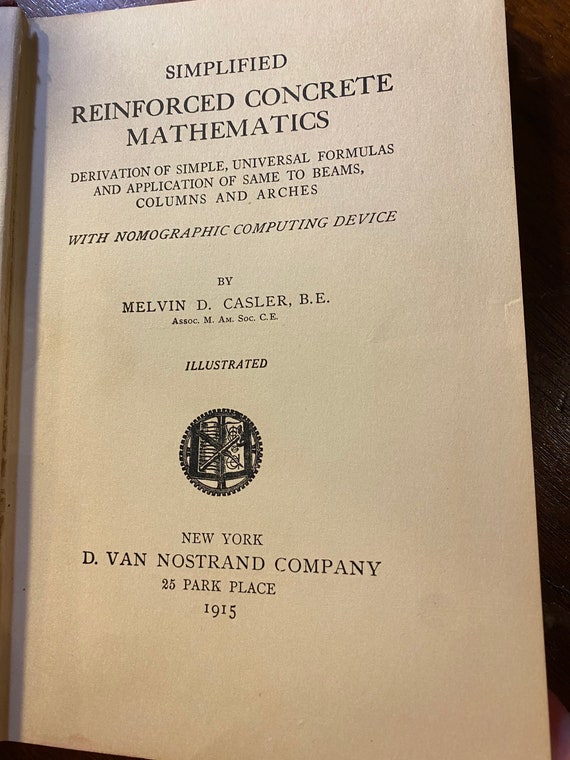 SIMPLIFIED
REINFORCED CONCRETE
MATHEMATICS
DERIVATION OF SIMPLE, UNIVERSAL FORMULAS
AND APPLICATION OF SAME TO BEAMS,
COLUMNS AND ARCHES
WITH NOMOGRAPHIC COMPUTING DEVICE
BY
MELVIN D. CASLER, B.E.
Assoc. M. Am. Soc. C.E.
ILLUSTRATED
NEW YORK
D. VAN NOSTRAND COMPANY
25 PARK PLACE
1915